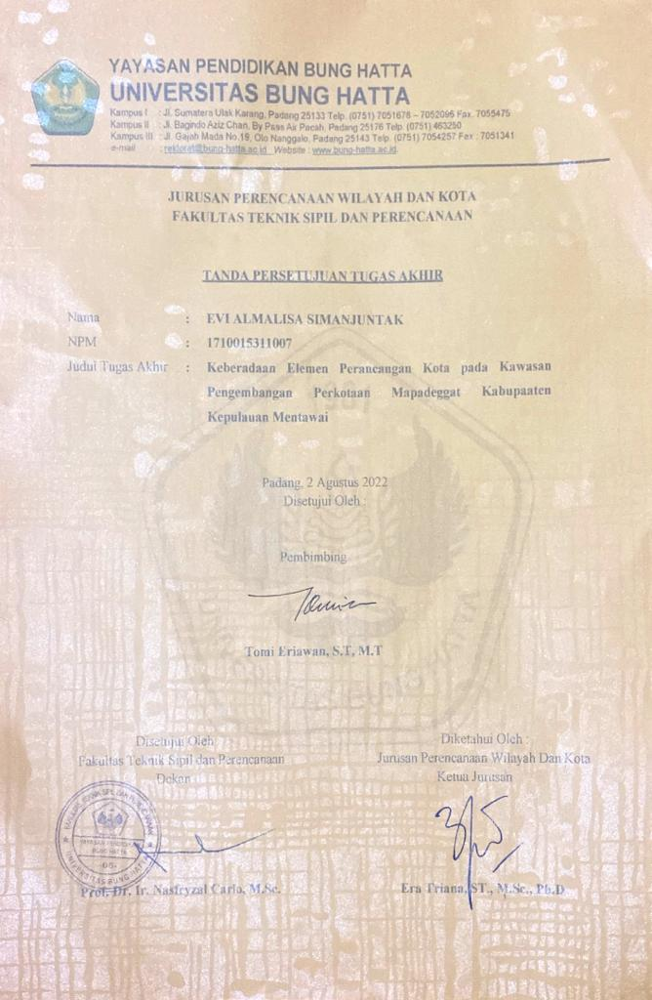 YAYASAN PENDIDIKAN BUNG HATTA
UNIVERSITAS BUNG HATTA
Kampus I : Jl. Sumatera Ulak Karang, Padang 25133 Telp. (0751) 7051678 – 7052096 Fax. 7055475
Kampus II : Jl. Bagindo Aziz Chan, By Pass Air Pacah, Padang 25176 Telp. (0751) 463250
Kampus III : Jl. Gajah Mada No.19, Olo Nanggalo, Padang 25143 Telp. (0751) 7054257 Fax : 7051341
e-mail : rektorat@bung-hatta.ac.id Website : www.bung-hatta.ac.id
JURUSAN PERENCANAAN WILAYAH DAN KOTA
FAKULTAS TEKNIK SIPIL DAN PERENCANAAN
TANDA PERSETUJUAN TUGAS AKHIR
Nama : EVI ALMALISA SIMANJUNTAK
NPM : 1710015311007
Judul Tugas Akhir : Keberadaan Elemen Perancangan Kota pada Kawasan
Pengembangan Perkotaan Mapadeggat Kabupaaten
Kepulauan Mentawai
Padang, 2 Agustus 2022
Disetujui Oleh :
Pembimbing
Tomi Eriawan, S.T, M.T
Disetujui Oleh
Fakultas Teknik Sipil dan Perencanaan
Dekan
Prof. Dr. Ir. Nasfryzal Carlo, M.Sc.
Diketahui Oleh :
Jurusan Perencanaan Wilayah Dan Kota
Ketua Jurusan
Era Triana, ST., M.Sc., Ph.D
YAYASAN PENDIDIKAN
BUNG HATTA
UNIVERSITAS BUNG HATTA